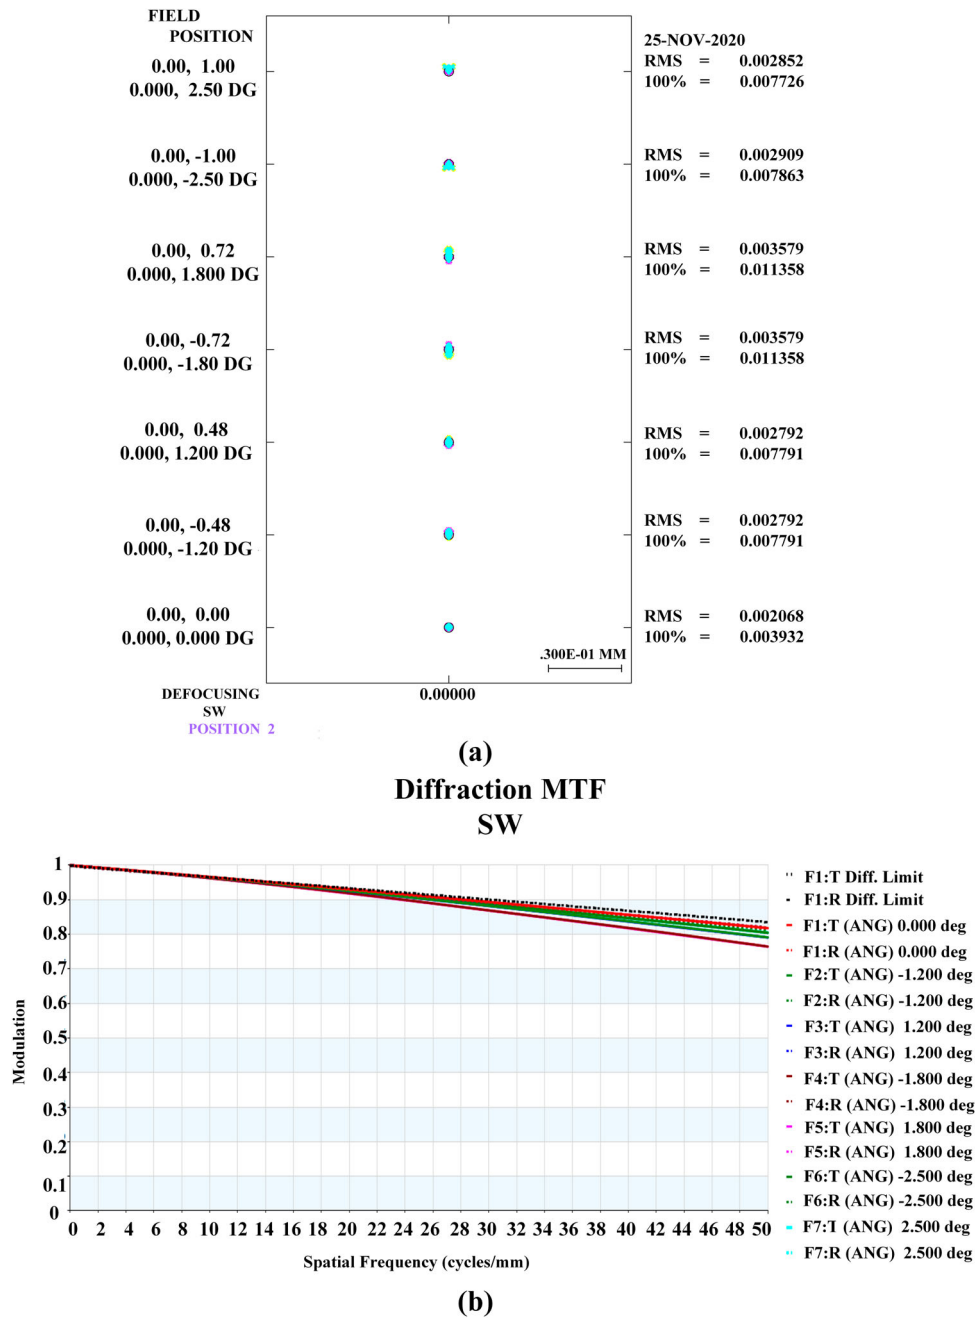 FIELD
POSITION
25-NOV-2020
0.00, 1.00
0.000, 2.50 DG
RMS = 0.002852
100% = 0.007726
0.00, -1.00
0.000, -2.50 DG
RMS = 0.002909
100% = 0.007863
0.00, 0.72
0.000, 1.800 DG
RMS = 0.003579
100% = 0.011358
0.00, -0.72
0.000, -1.80 DG
RMS = 0.003579
100% = 0.011358
0.00, 0.48
0.000, 1.200 DG
RMS = 0.002792
100% = 0.007791
0.00, -0.48
0.000, -1.20 DG
RMS = 0.002792
100% = 0.007791
0.00, 0.00
0.000, 0.000 DG
RMS = 0.002068
100% = 0.003932
.300E-01 MM
DEFOCUSING
0.00000
SW
POSITION 2
(a)
Diffraction MTF
SW
Modulation
1
0.9
0.8
0.7
0.6
0.5
0.4
0.3
0.2
0.1
0
0 2 4 6 8 10 12 14 16 18 20 22 24 26 28 30 32 34 36 38 40 42 44 46 48 50
Spatial Frequency (cycles/mm)
F1:T Diff. Limit
F1:R Diff. Limit
F1:T (ANG) 0.000 deg
F1:R (ANG) 0.000 deg
F2:T (ANG) -1.200 deg
F2:R (ANG) -1.200 deg
F3:T (ANG) 1.200 deg
F3:R (ANG) 1.200 deg
F4:T (ANG) -1.800 deg
F4:R (ANG) -1.800 deg
F5:T (ANG) 1.800 deg
F5:R (ANG) 1.800 deg
F6:T (ANG) -2.500 deg
F6:R (ANG) -2.500 deg
F7:T (ANG) 2.500 deg
F7:R (ANG) 2.500 deg
(b)